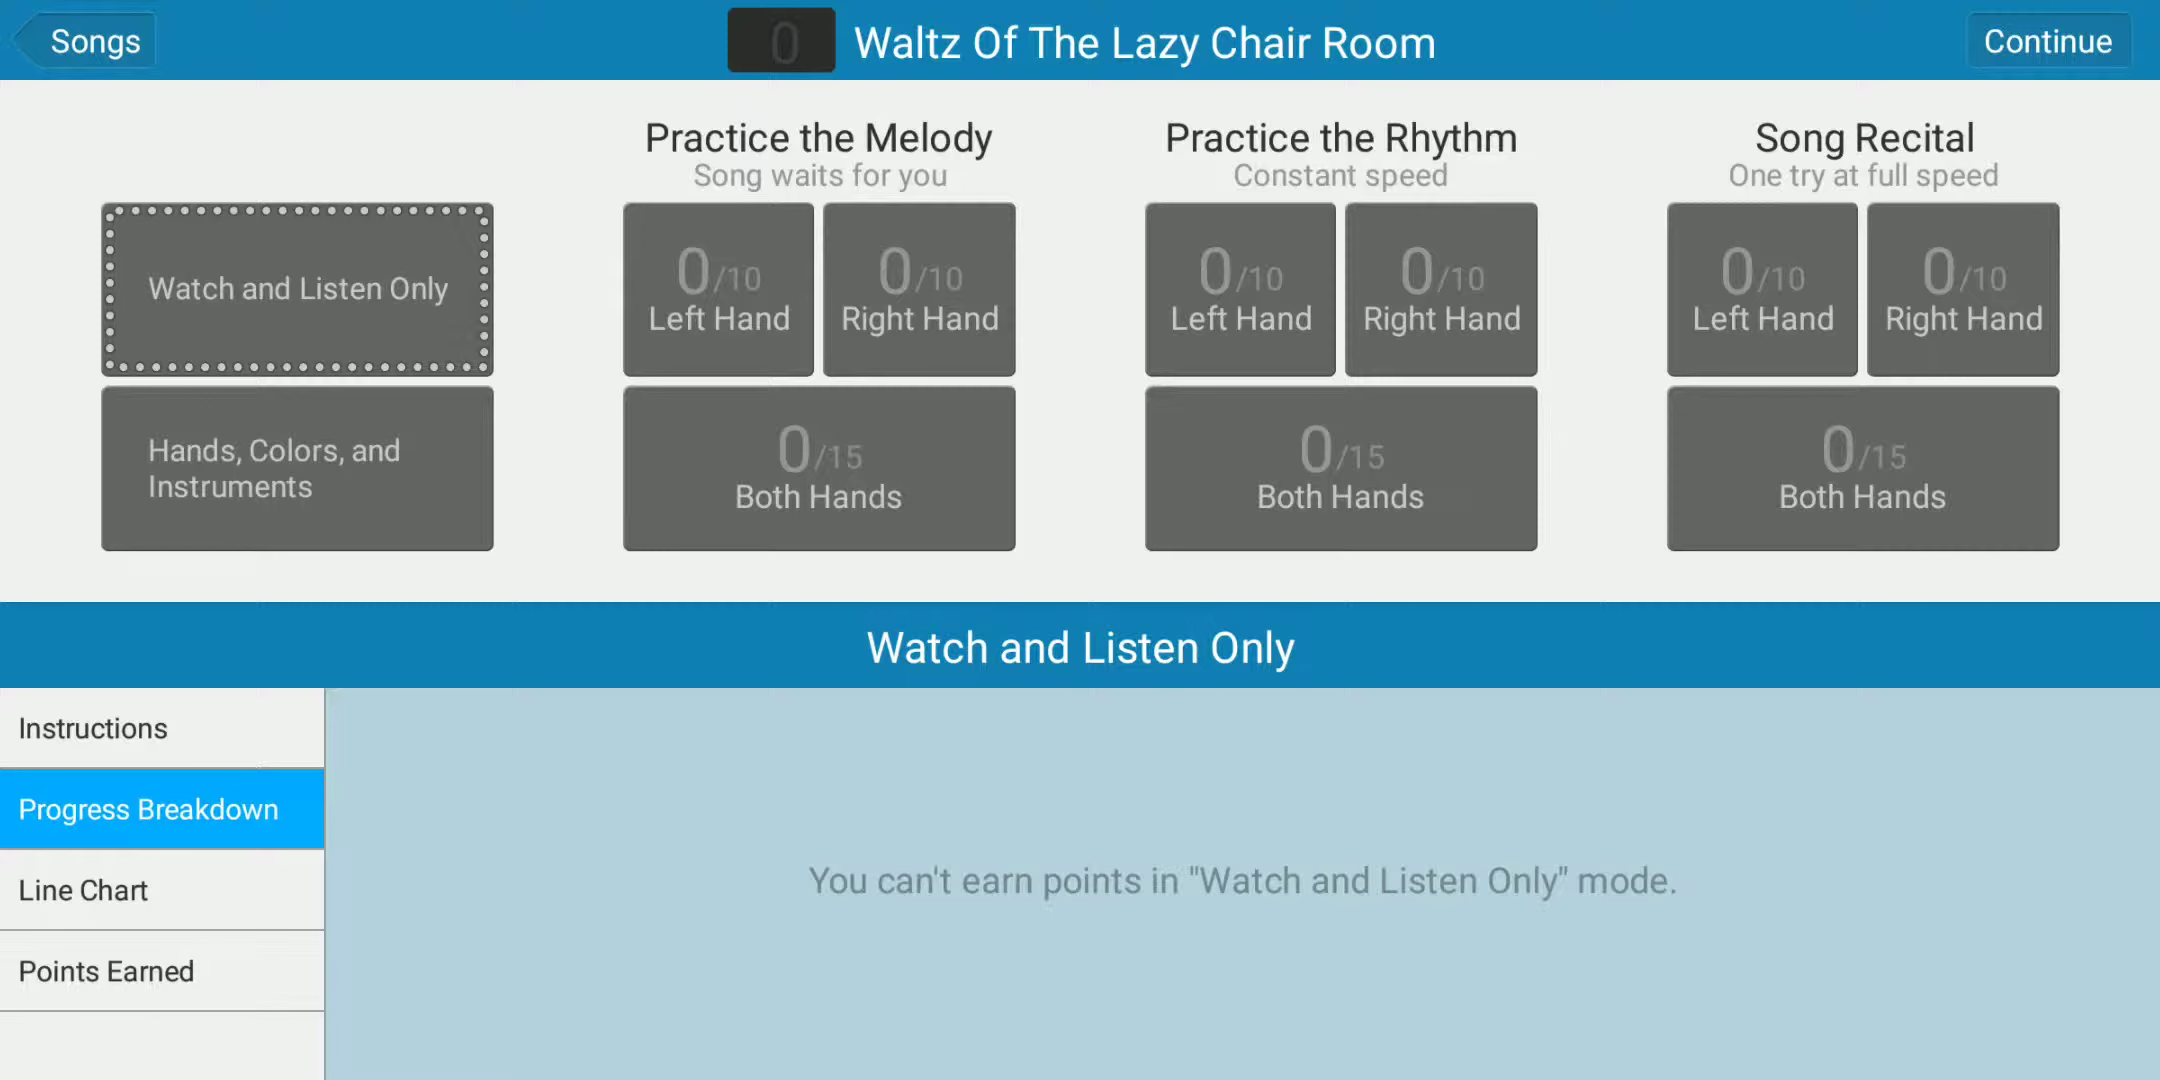 Songs
0
Waltz Of The Lazy Chair Room
Continue
Practice the Melody
Song waits for you
Practice the Rhythm
Constant speed
Song Recital
One try at full speed
Watch and Listen Only
0/10
Left Hand
0/10
Right Hand
0/10
Left Hand
0/10
Right Hand
0/10
Left Hand
0/10
Right Hand
Hands, Colors, and
Instruments
0/15
Both Hands
0/15
Both Hands
0/15
Both Hands
Watch and Listen Only
Instructions
Progress Breakdown
Line Chart
Points Earned
You can't earn points in "Watch and Listen Only" mode.